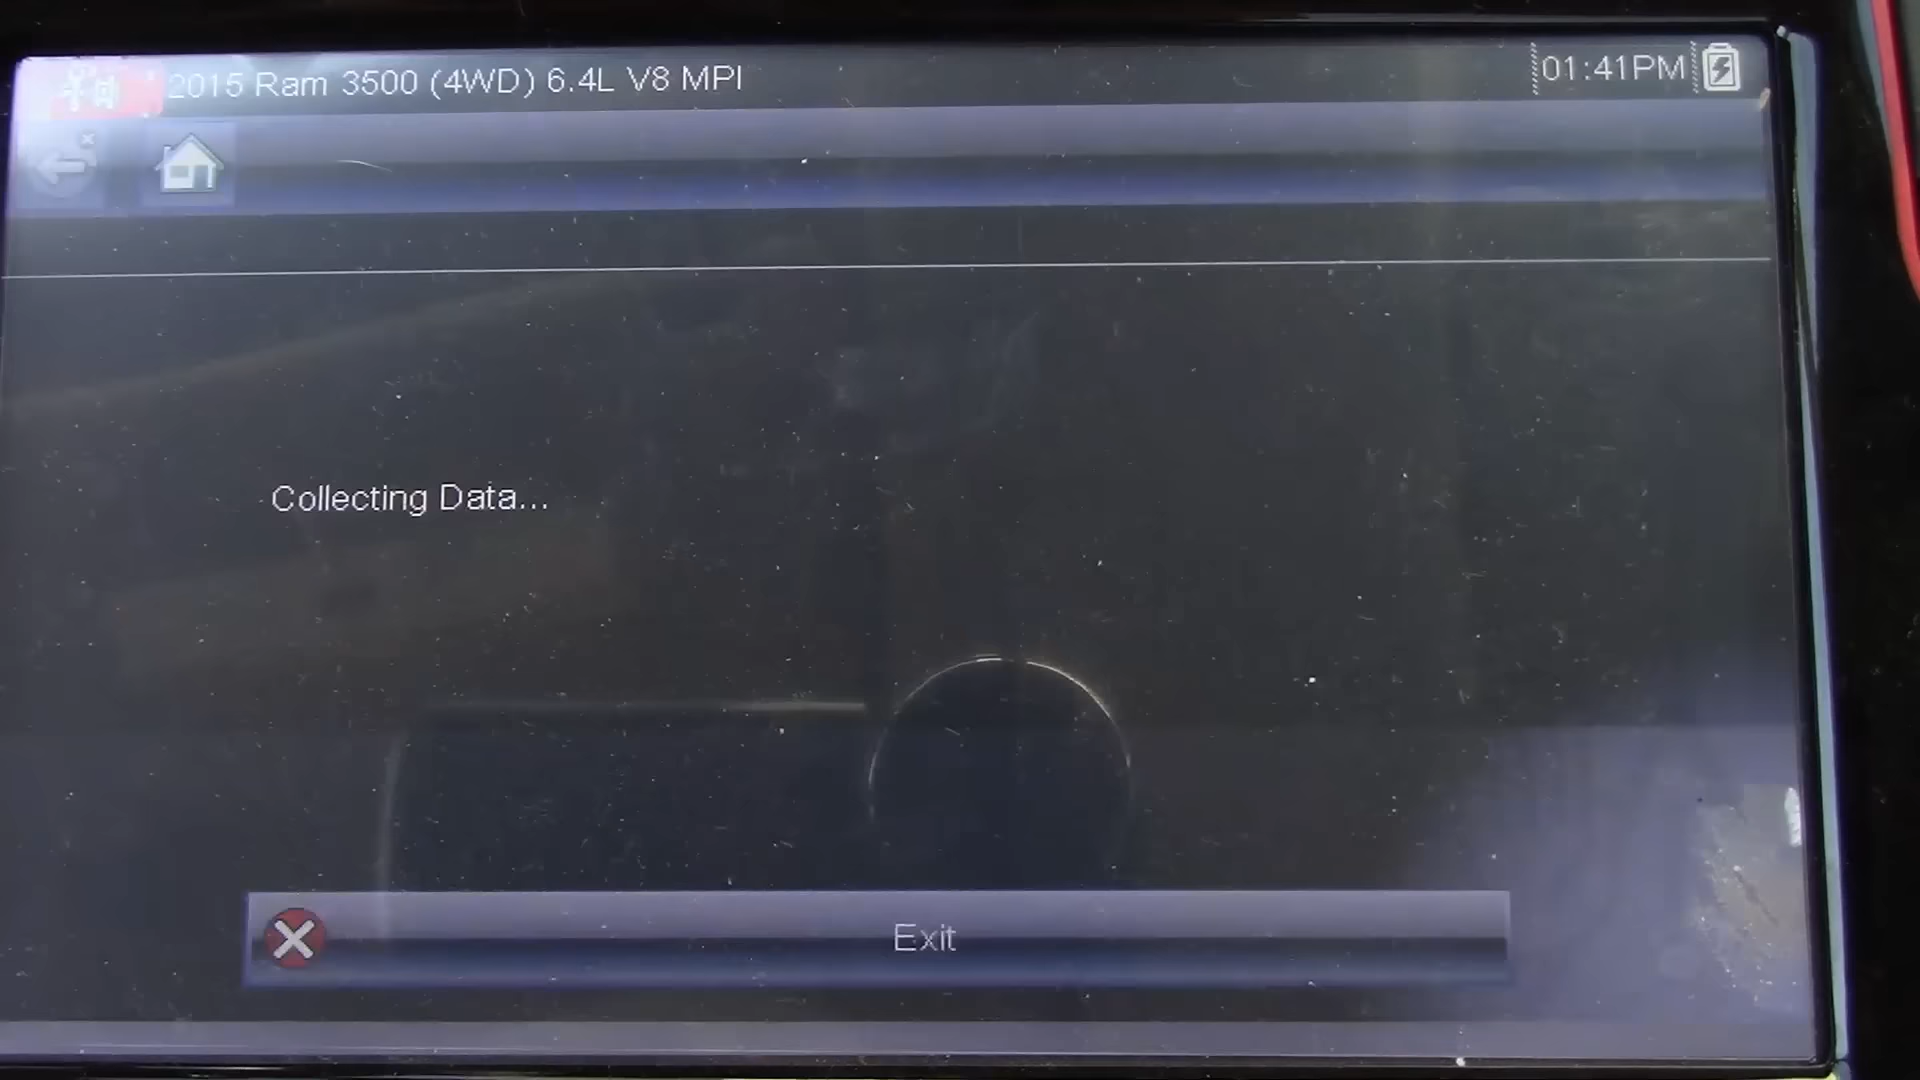 2015 Ram 3500 (4WD) 6.4L V8 MPI
01:41PM
Collecting Data...
Exit